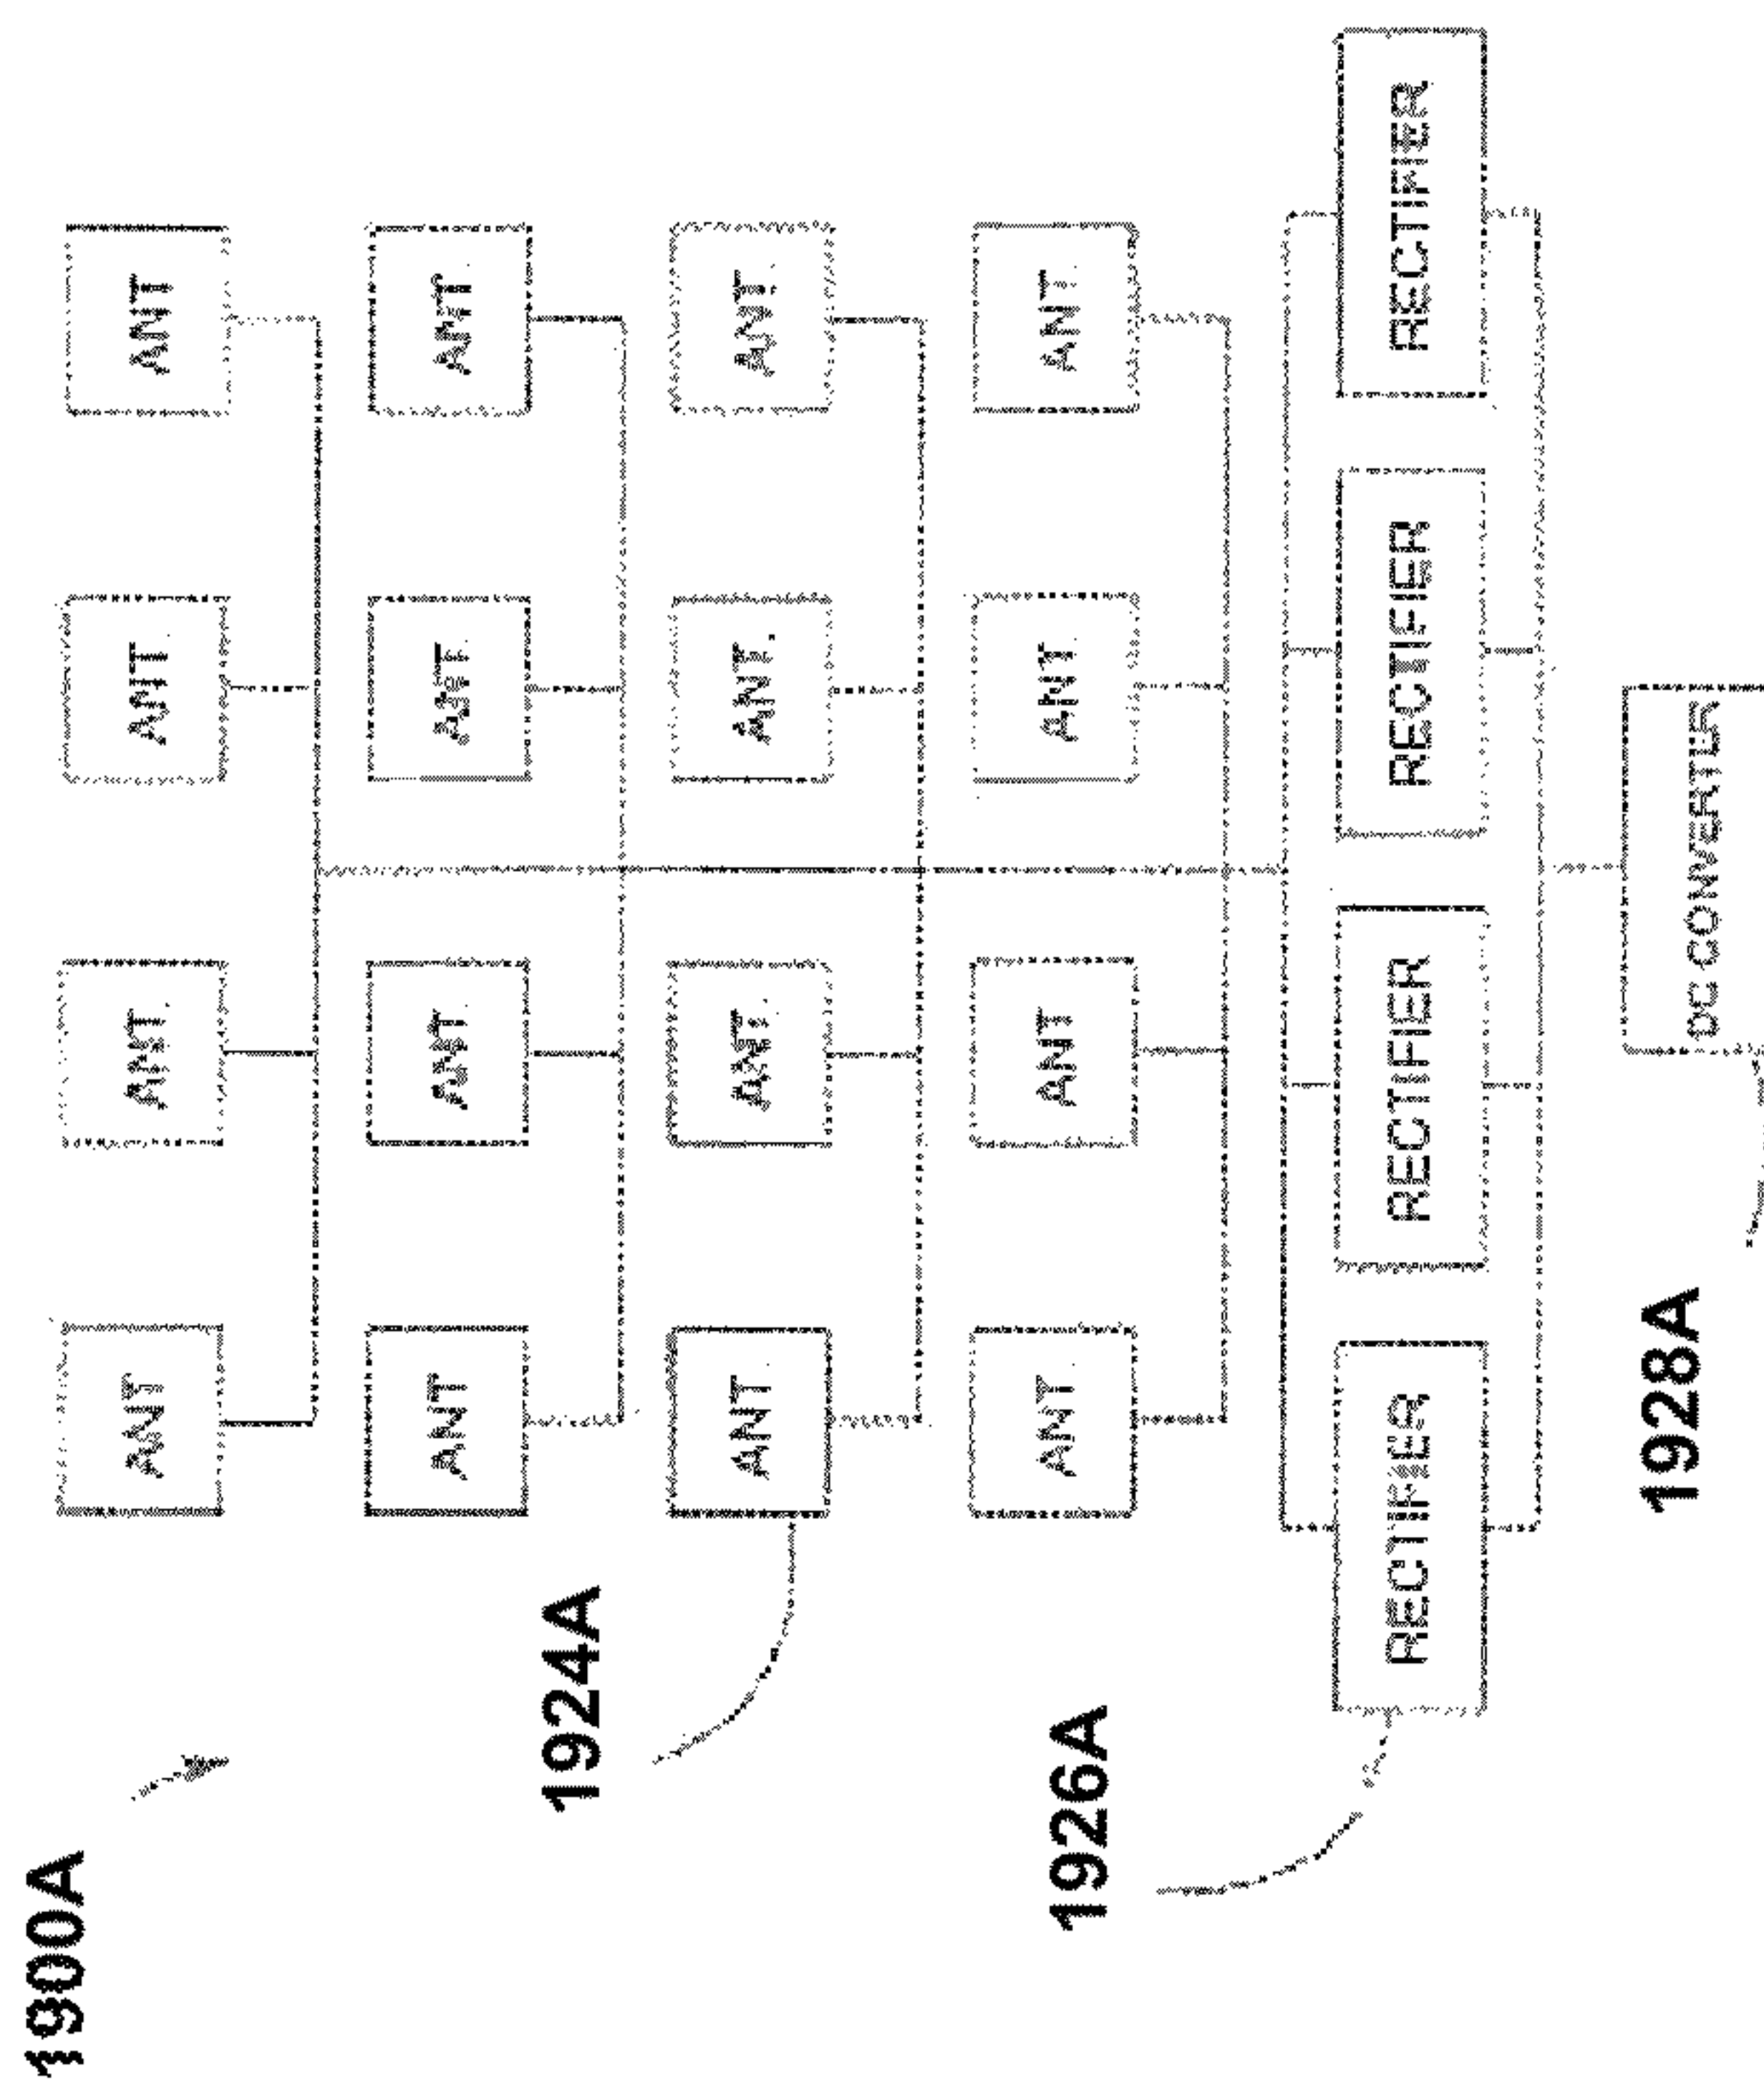 1900A
ANT.
ANT.
ANT.
ANT.
ANT.
ANT.
ANT.
ANT.
1924A
ANT.
ANT.
ANT.
ANT.
ANT.
ANT.
ANT.
ANT.
1926A
RECTIFIER
RECTIFIER
RECTIFIER
RECTIFIER
DC CONVERTER
1928A